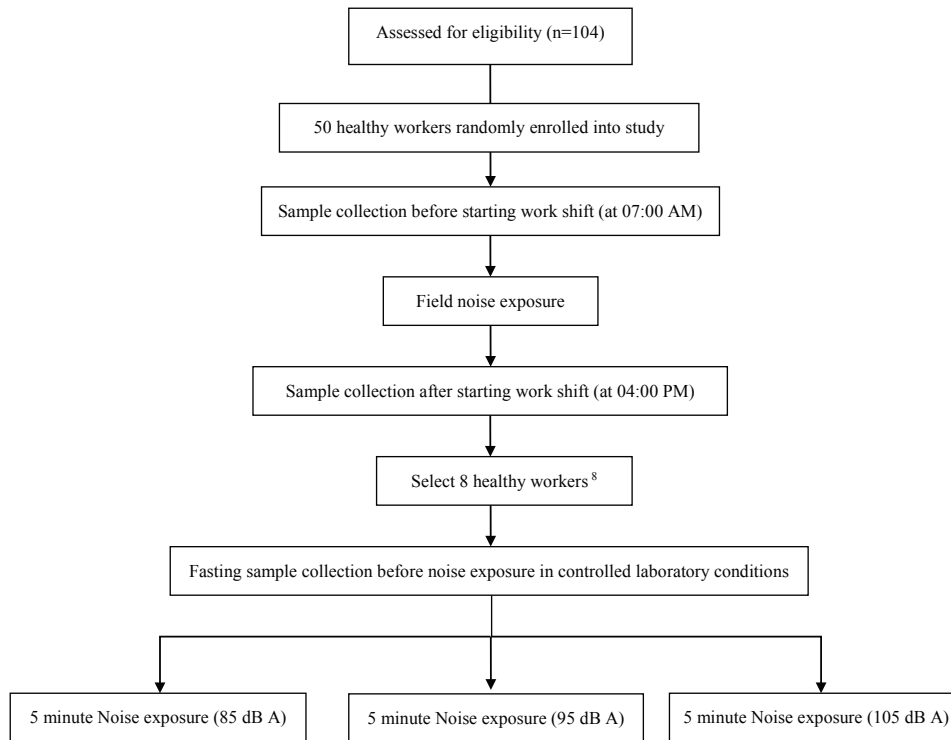 Assessed for eligibility (n=104)
50 healthy workers randomly enrolled into study
Sample collection before starting work shift (at 07:00 AM)
Field noise exposure
Sample collection after starting work shift (at 04:00 PM)
Select 8 healthy workers 8
Fasting sample collection before noise exposure in controlled laboratory conditions
5 minute Noise exposure (85 dB A)
5 minute Noise exposure (95 dB A)
5 minute Noise exposure (105 dB A)